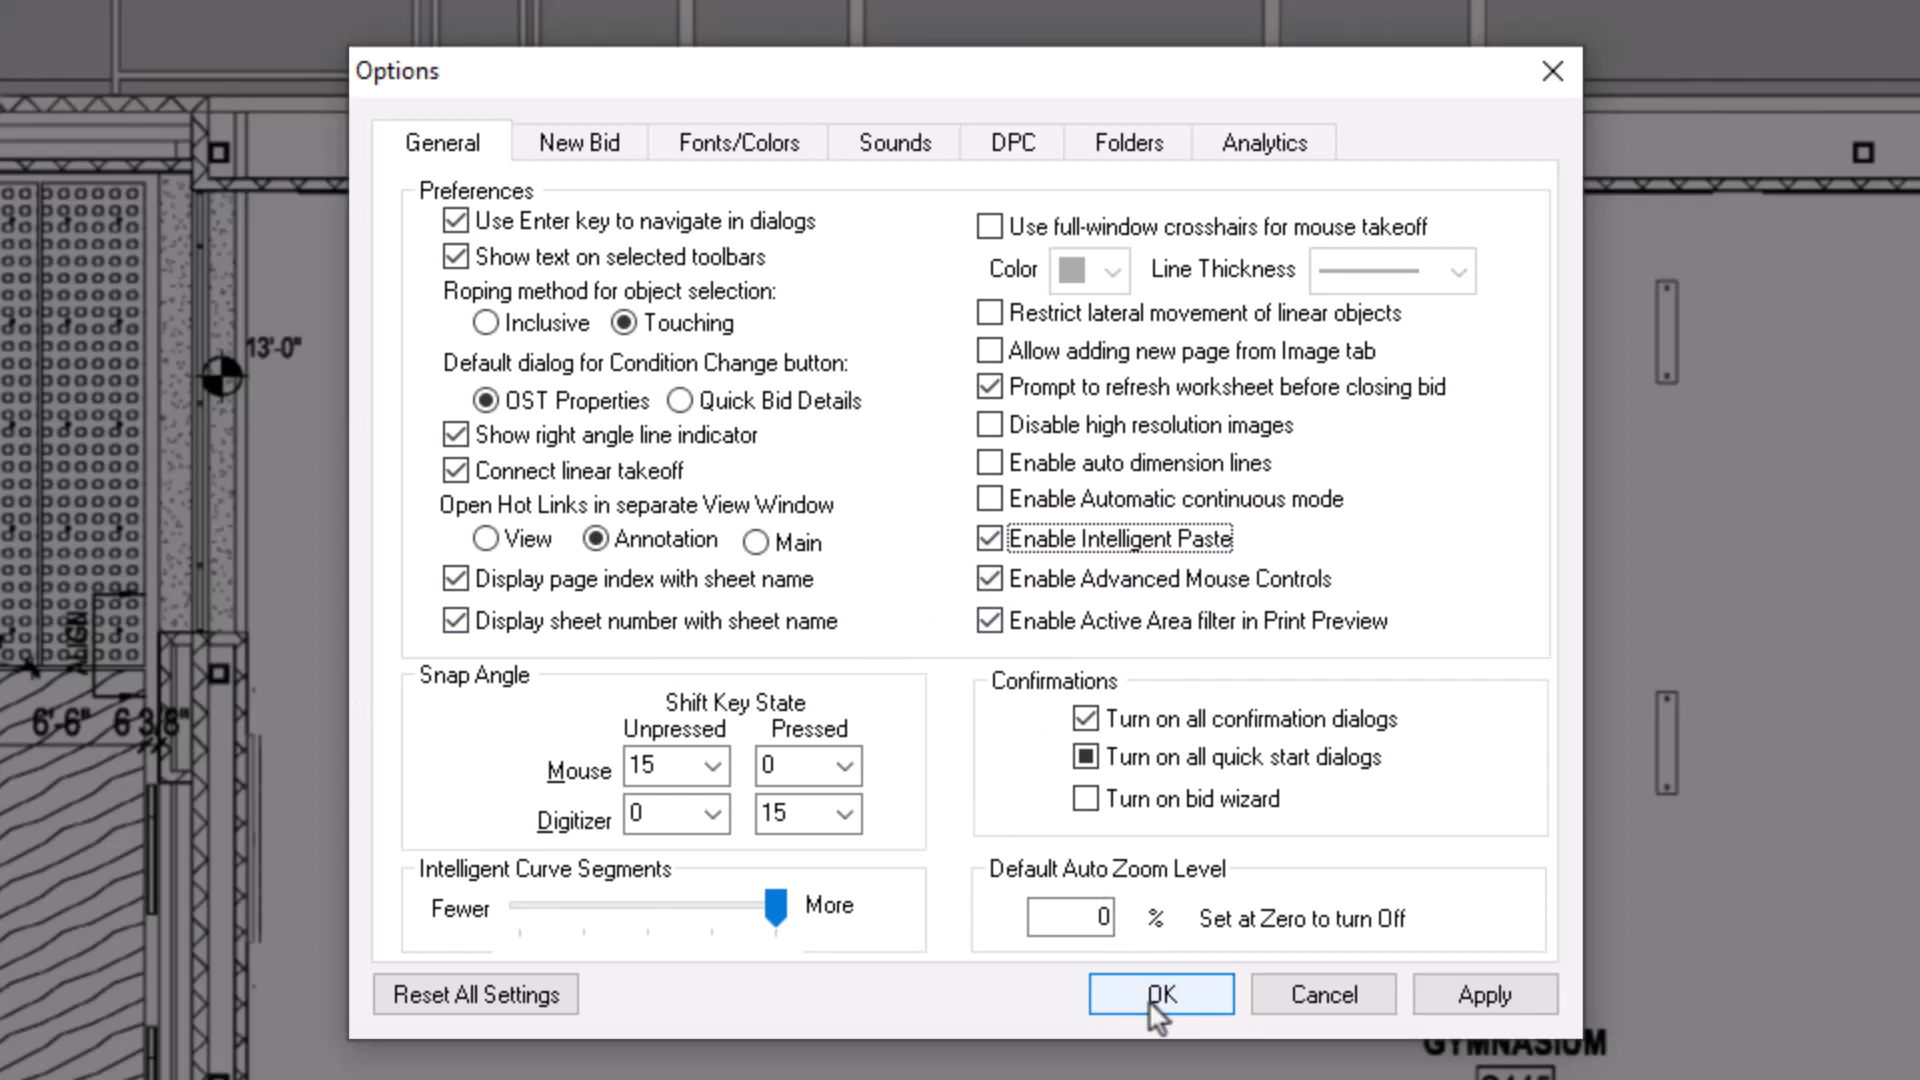 Options
General New Bid Fonts/Colors Sounds DPC Folders Analytics
Preferences
Use Enter key to navigate in dialogs
Show text on selected toolbars
Roping method for object selection:
Inclusive Touching
Default dialog for Condition Change button:
OST Properties Quick Bid Details
Show right angle line indicator
Connect linear takeoff
Open Hot Links in separate View Window
View Annotation Main
Display page index with sheet name
Display sheet number with sheet name
Use full-window crosshairs for mouse takeoff
Color Line Thickness
Restrict lateral movement of linear objects
Allow adding new page from Image tab
Prompt to refresh worksheet before closing bid
Disable high resolution images
Enable auto dimension lines
Enable Automatic continuous mode
Enable Intelligent Paste
Enable Advanced Mouse Controls
Enable Active Area filter in Print Preview
Snap Angle
Shift Key State
Unpressed Pressed
Mouse 15 0
Digitizer 0 15
Confirmations
Turn on all confirmation dialogs
Turn on all quick start dialogs
Turn on bid wizard
Intelligent Curve Segments
Fewer More
Default Auto Zoom Level
0 % Set at Zero to turn Off
Reset All Settings OK Cancel Apply
13'-0"
ALIGN
6'-6" 6 3/8"
GYMNASIUM